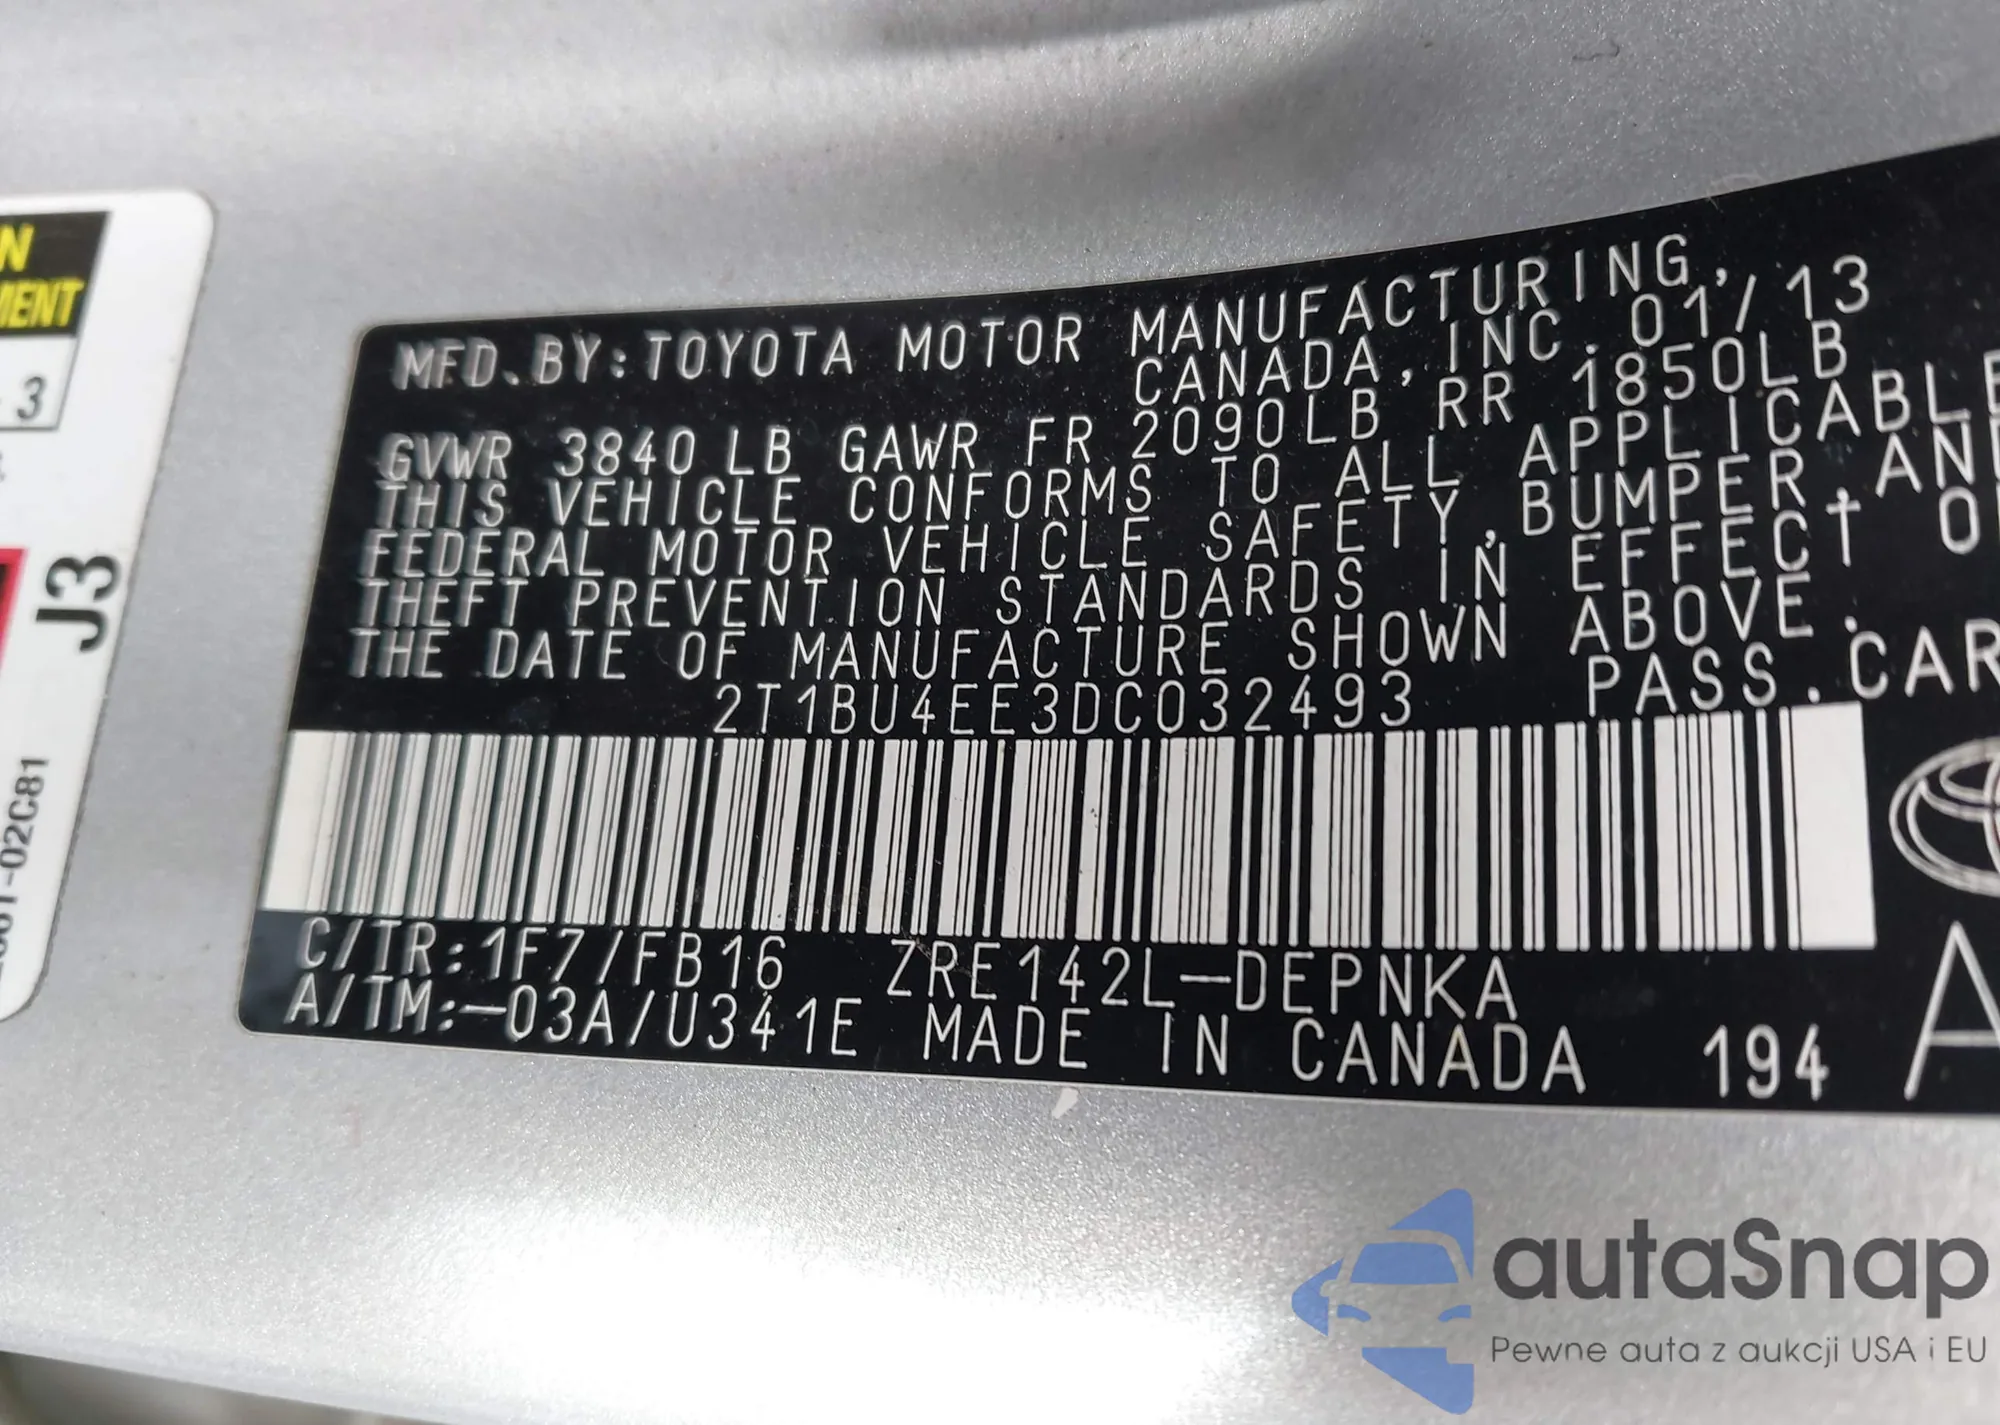 N
MENT
3
J3
-02C81
MFD. BY: TOYOTA MOTOR MANUFACTURING,
CANADA, INC. 01/13
GVWR 3840 LB GAWR FR 2090LB RR 1850LB
THIS VEHICLE CONFORMS TO ALL APPLICABLE
FEDERAL MOTOR VEHICLE SAFETY, BUMPER, AND
THEFT PREVENTION STANDARDS IN EFFECT O
THE DATE OF MANUFACTURE SHOWN ABOVE.
2T1BU4EE3DC032493 PASS. CAR
C/TR: 1F7/FB16 ZRE142L-DEPNKA
A/TM: -03A/U341E MADE IN CANADA 194 A
autaSnap
Pewne auta z aukcji USA i EU